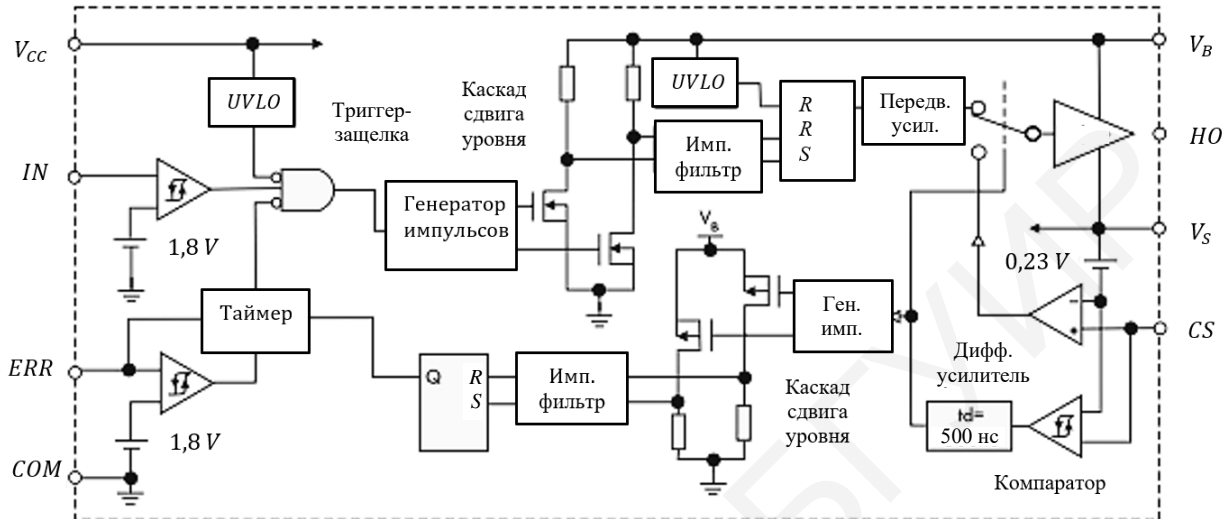 V_CC
V_B
UVLO
Триггер-
защелка
Каскад
сдвига
уровня
UVLO
R
R
S
Передв.
усил.
HO
Имп.
фильтр
IN
1,8 V
Генератор
импульсов
V_B
V_S
0,23 V
Таймер
Ген.
имп.
-
+
CS
ERR
Q
R
S
Имп.
фильтр
Дифф.
усилитель
Каскад
сдвига
уровня
td=
500 нс
1,8 V
COM
Компаратор
БГУИР